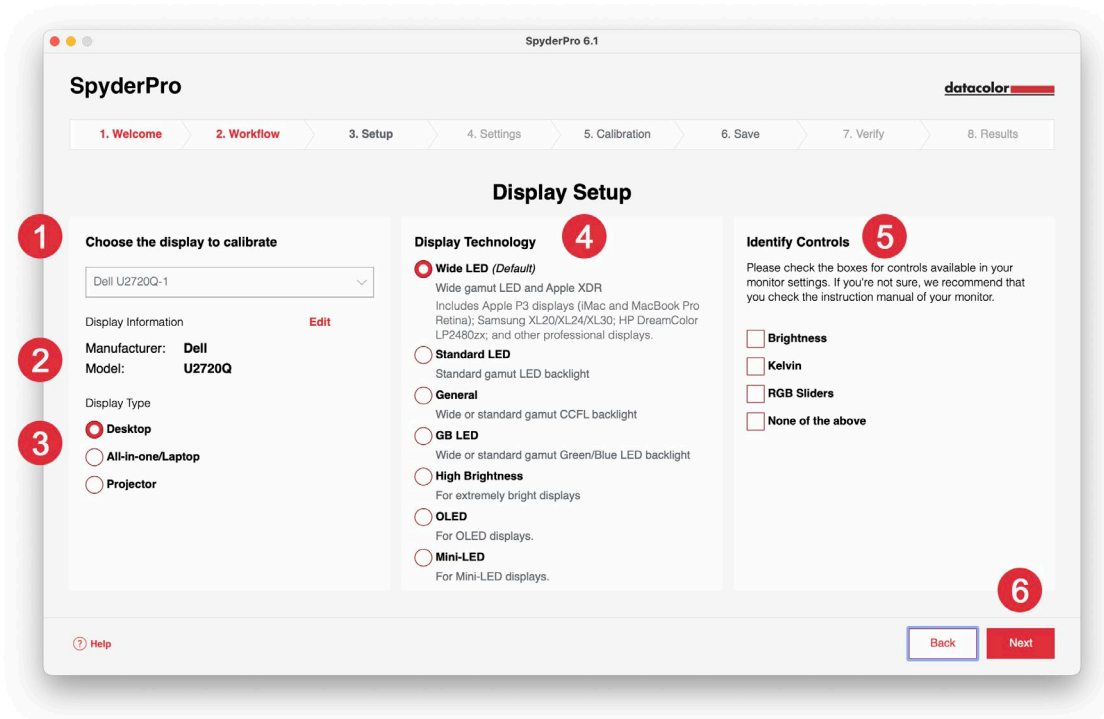 SpyderPro 6.1
SpyderPro
datacolor
1. Welcome
2. Workflow
3. Setup
4. Settings
5. Calibration
6. Save
7. Verify
8. Results
Display Setup
1
Choose the display to calibrate
Dell U2720Q-1
Display Information
Edit
2
Manufacturer: Dell
Model: U2720Q
Display Type
3
Desktop
All-in-one/Laptop
Projector
Display Technology
4
Wide LED (Default)
Wide gamut LED and Apple XDR
Includes Apple P3 displays (iMac and MacBook Pro
Retina); Samsung XL20/XL24/XL30; HP DreamColor
LP2480zx; and other professional displays.
Standard LED
Standard gamut LED backlight
General
Wide or standard gamut CCFL backlight
GB LED
Wide or standard gamut Green/Blue LED backlight
High Brightness
For extremely bright displays
OLED
For OLED displays.
Mini-LED
For Mini-LED displays.
Identify Controls
5
Please check the boxes for controls available in your
monitor settings. If you're not sure, we recommend that
you check the instruction manual of your monitor.
Brightness
Kelvin
RGB Sliders
None of the above
6
? Help
Back
Next